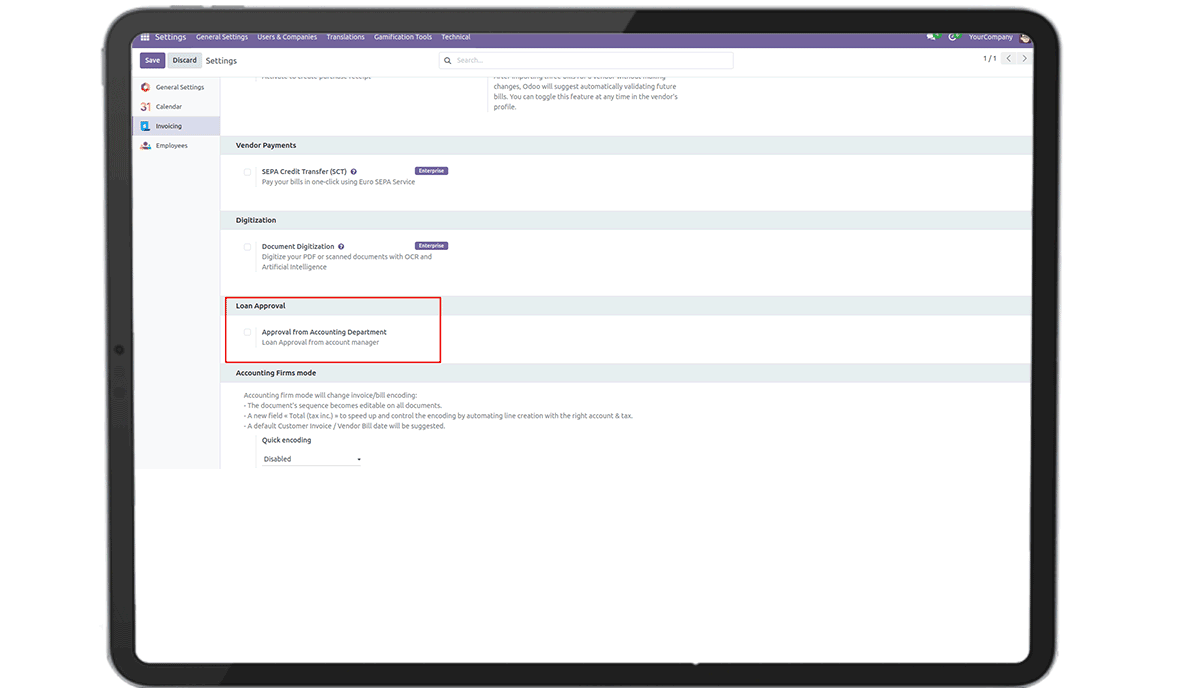 Settings General Settings Users & Companies Translations Gamification Tools Technical YourCompany
Save Discard Settings Search... 1 / 1
General Settings
Calendar
Invoicing
Employees
Activate to create purchase receipt
After importing three bills for a vendor without making
changes, Odoo will suggest automatically validating future
bills. You can toggle this feature at any time in the vendor's
profile.
Vendor Payments
SEPA Credit Transfer (SCT) ? Enterprise
Pay your bills in one-click using Euro SEPA Service
Digitization
Document Digitization ? Enterprise
Digitize your PDF or scanned documents with OCR and
Artificial Intelligence
Loan Approval
Approval from Accounting Department
Loan Approval from account manager
Accounting Firms mode
Accounting firm mode will change invoice/bill encoding:
- The document's sequence becomes editable on all documents.
- A new field « Total (tax inc.) » to speed up and control the encoding by automating line creation with the right account & tax.
- A default Customer Invoice / Vendor Bill date will be suggested.
Quick encoding
Disabled